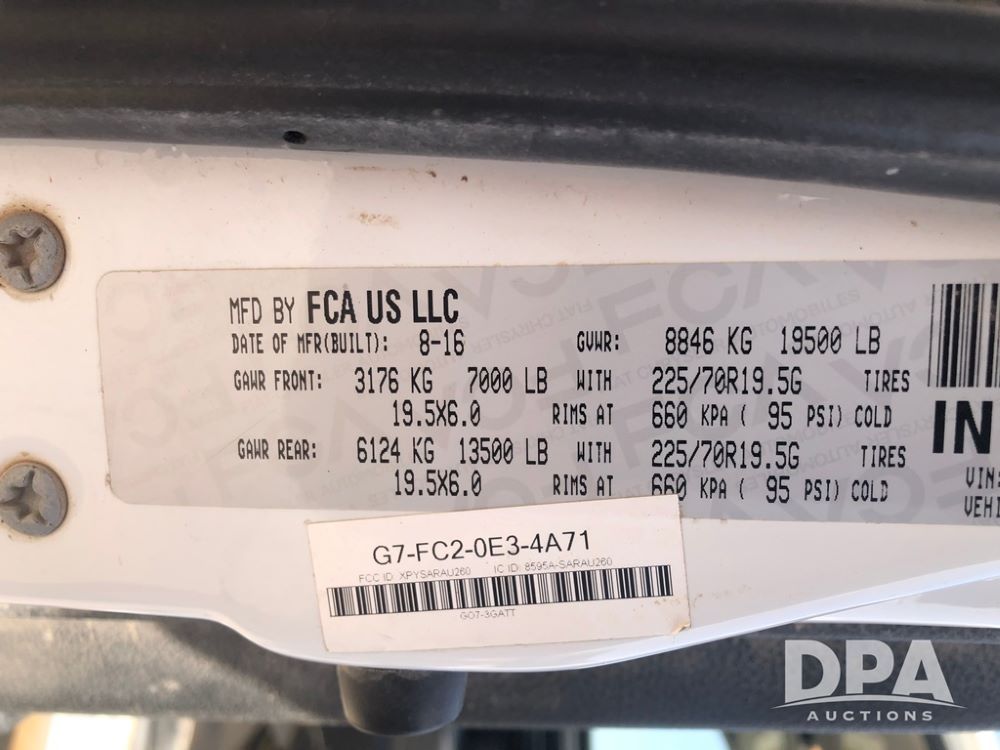 MFD BY FCA US LLC
DATE OF MFR(BUILT): 8-16 GVWR: 8846 KG 19500 LB
GAWR FRONT: 3176 KG 7000 LB WITH 225/70R19.5G TIRES
19.5X6.0 RIMS AT 660 KPA ( 95 PSI) COLD
GAWR REAR: 6124 KG 13500 LB WITH 225/70R19.5G TIRES
19.5X6.0 RIMS AT 660 KPA ( 95 PSI) COLD
IN
VIN:
VEHI
G7-FC2-0E3-4A71
FCC ID: XPYSARAU260 IC ID: 8595A-SARAU260
GO7-3GATT
DPA
AUCTIONS